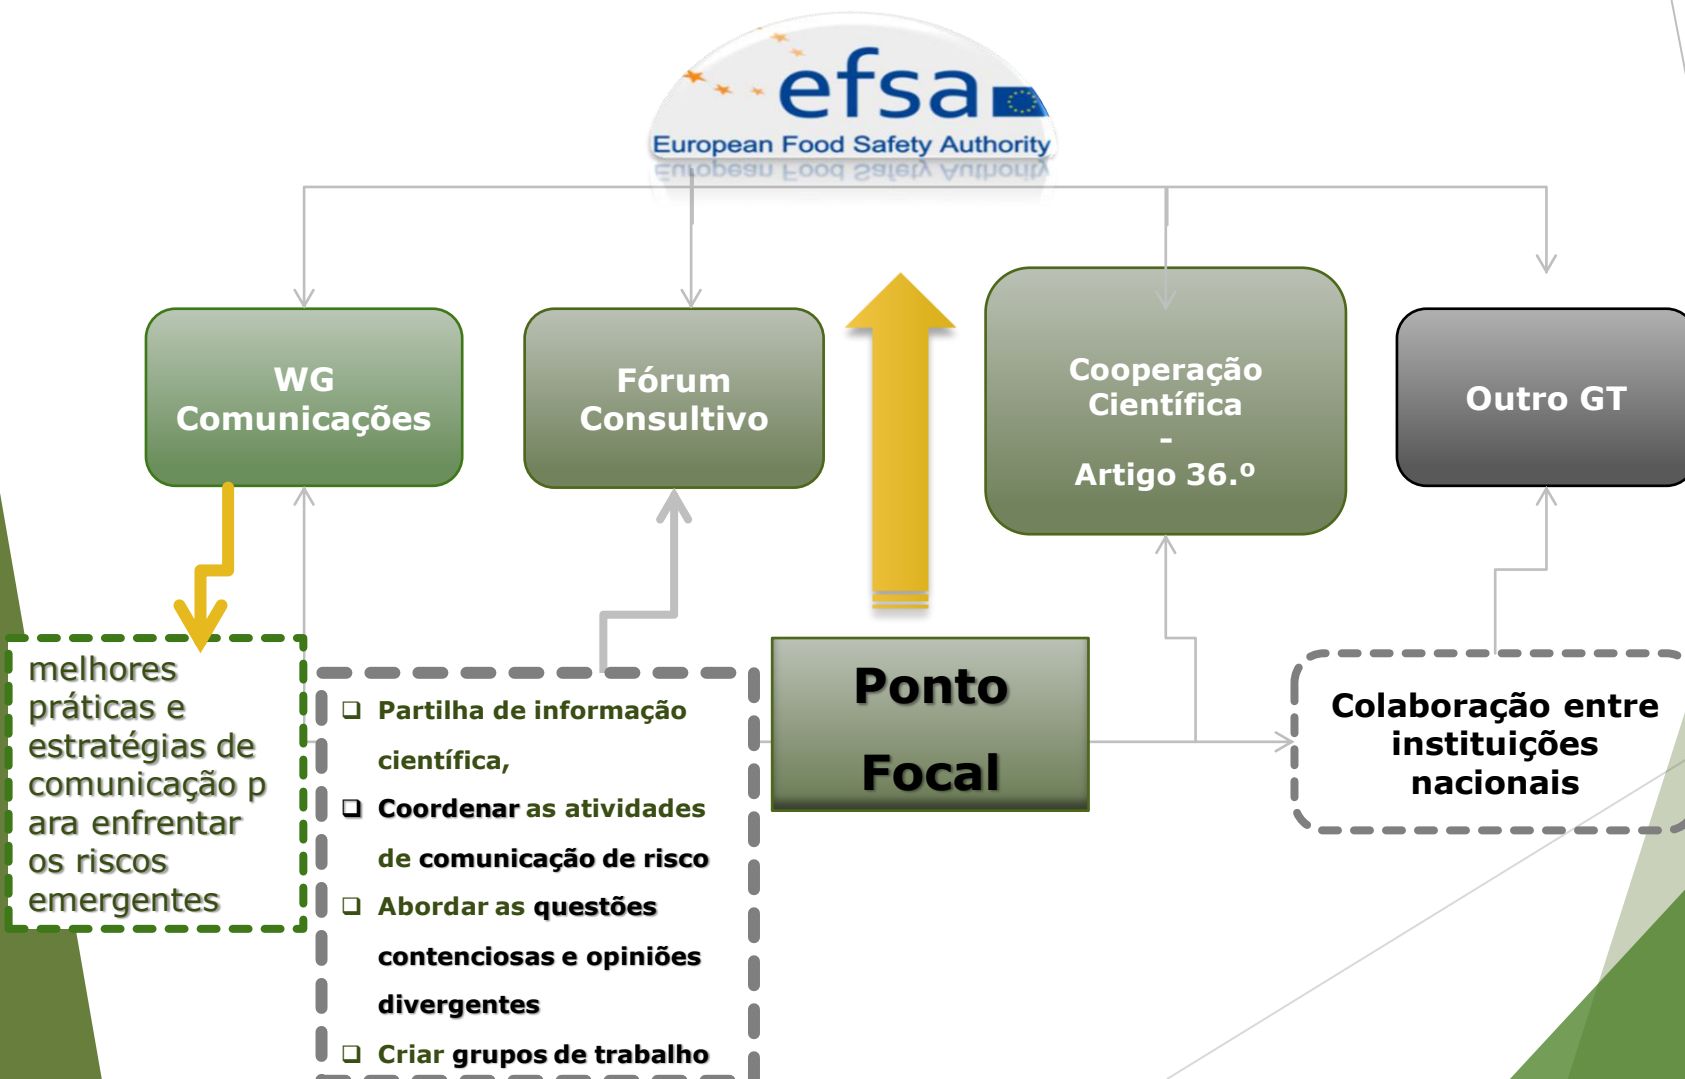 efsa
European Food Safety Authority
WG
Comunicações
Fórum
Consultivo
Cooperação
Científica
–
Artigo 36.º
Outro GT
melhores
práticas e
estratégias de
comunicação p
ara enfrentar
os riscos
emergentes
Partilha de informação
científica,
Coordenar as atividades
de comunicação de risco
Abordar as questões
contenciosas e opiniões
divergentes
Criar grupos de trabalho
Ponto
Focal
Colaboração entre
instituições
nacionais